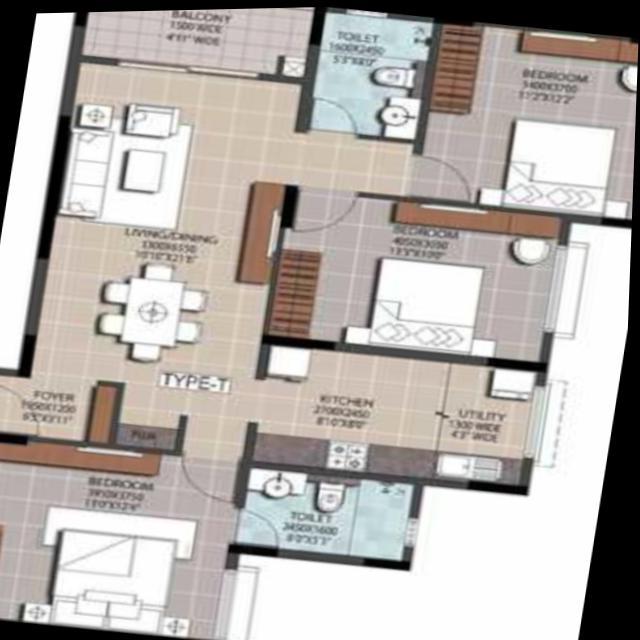 BALCONY
1500 WIDE
4'11" WIDE
TOILET
1600X2450
5'3"X8'0"
BEDROOM
3400X3700
11'2"X12'2"
LIVING/DINING
3300X6550
10'10"X21'6"
BEDROOM
4050X3050
13'3"X10'0"
TYPE-T
FOYER
1950X1200
6'5"X3'11"
PUJA
KITCHEN
2700X2450
8'10"X8'0"
UTILITY
1300 WIDE
4'3" WIDE
BEDROOM
3950X3750
13'0"X12'4"
TOILET
2450X1600
8'0"X5'3"